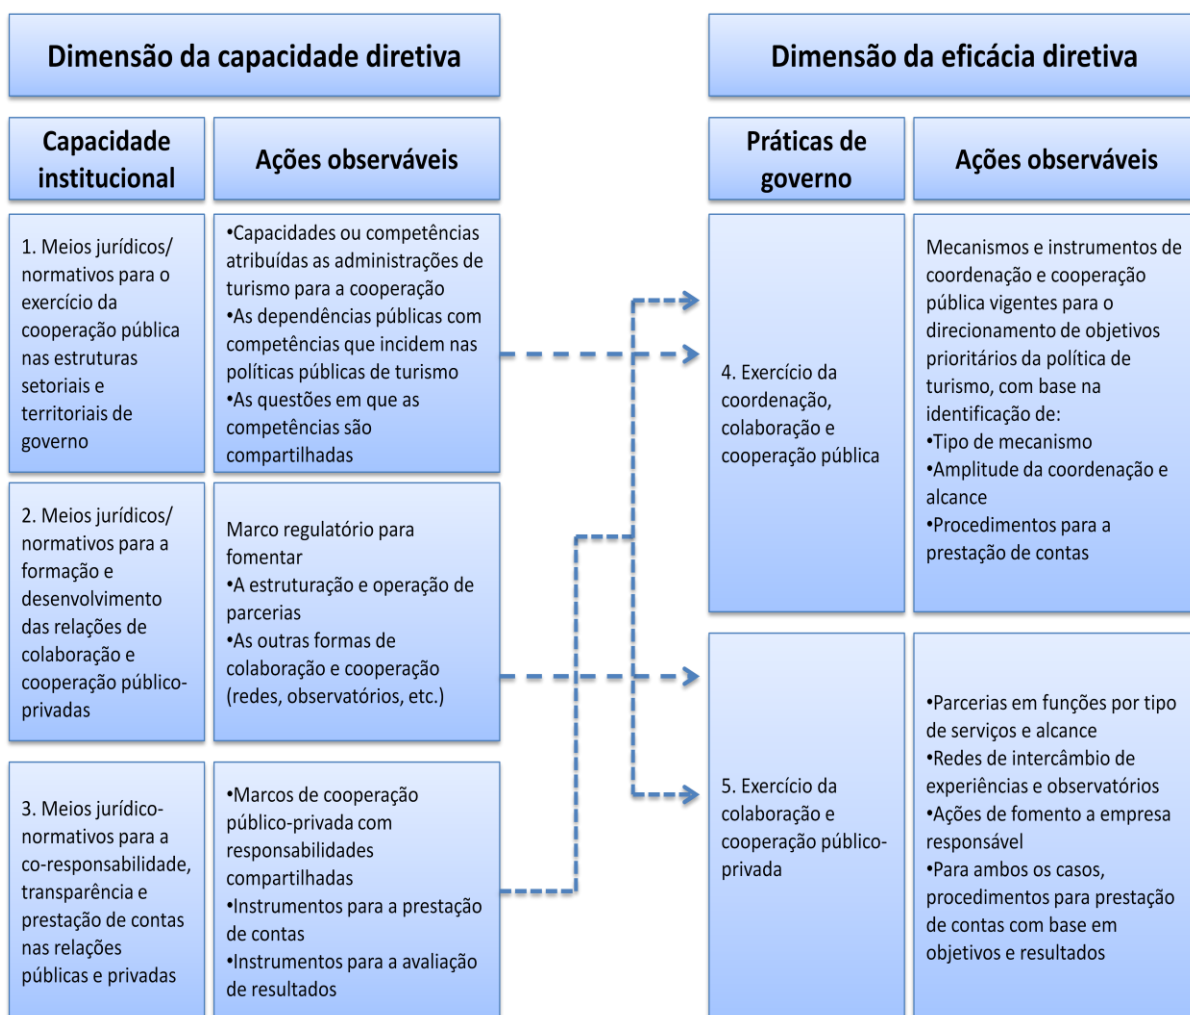 Dimensão da capacidade diretiva
Capacidade
institucional
Ações observáveis
1. Meios jurídicos/
normativos para o
exercício da
cooperação pública
nas estruturas
setoriais e
territoriais de
governo
•Capacidades ou competências
atribuídas as administrações de
turismo para a cooperação
•As dependências públicas com
competências que incidem nas
políticas públicas de turismo
•As questões em que as
competências são
compartilhadas
2. Meios jurídicos/
normativos para a
formação e
desenvolvimento
das relações de
colaboração e
cooperação público-
privadas
Marco regulatório para
fomentar
•A estruturação e operação de
parcerias
•As outras formas de
colaboração e cooperação
(redes, observatórios, etc.)
3. Meios jurídico-
normativos para a
co-responsabilidade,
transparência e
prestação de contas
nas relações
públicas e privadas
•Marcos de cooperação
público-privada com
responsabilidades
compartilhadas
•Instrumentos para a prestação
de contas
•Instrumentos para a avaliação
de resultados
Dimensão da eficácia diretiva
Práticas de
governo
Ações observáveis
4. Exercício da
coordenação,
colaboração e
cooperação pública
Mecanismos e instrumentos de
coordenação e cooperação
pública vigentes para o
direcionamento de objetivos
prioritários da política de
turismo, com base na
identificação de:
•Tipo de mecanismo
•Amplitude da coordenação e
alcance
•Procedimentos para a
prestação de contas
5. Exercício da
colaboração e
cooperação público-
privada
•Parcerias em funções por tipo
de serviços e alcance
•Redes de intercâmbio de
experiências e observatórios
•Ações de fomento a empresa
responsável
•Para ambos os casos,
procedimentos para prestação
de contas com base em
objetivos e resultados